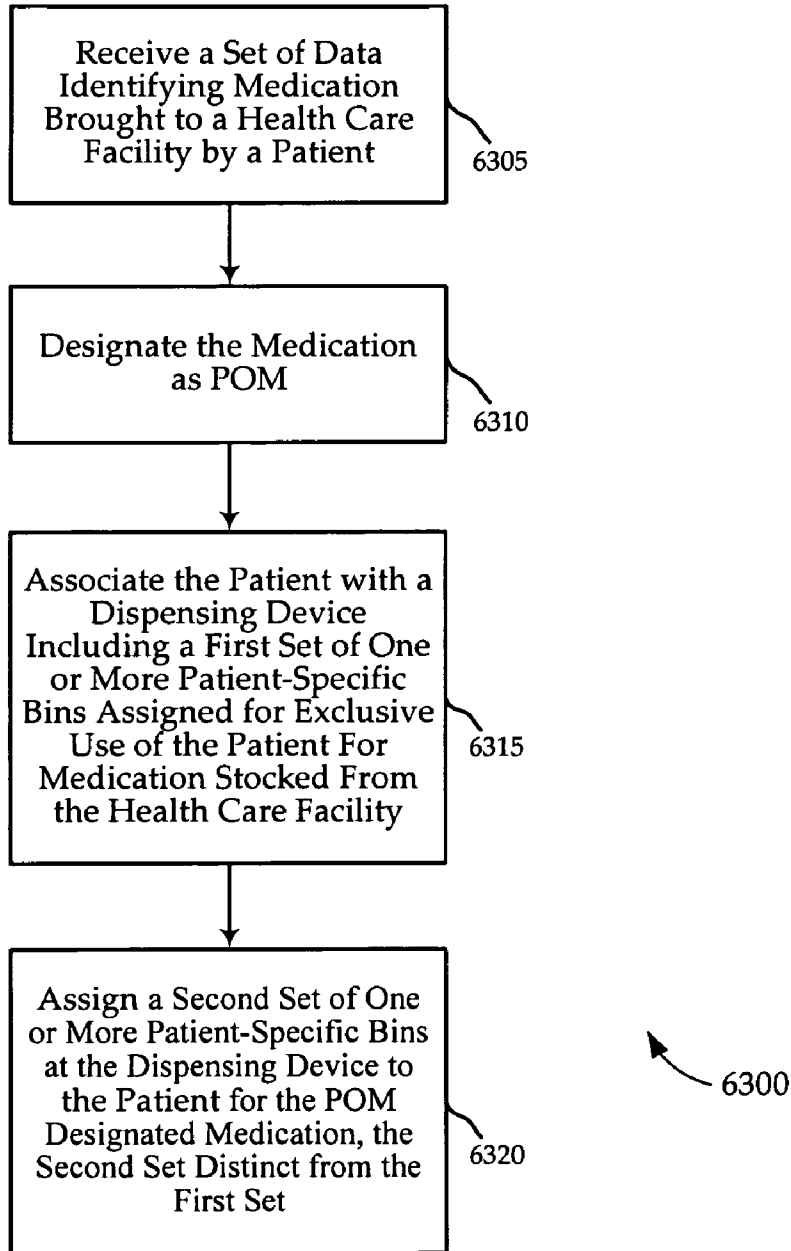 Receive a Set of Data
Identifying Medication
Brought to a Health Care
Facility by a Patient
6305
Designate the Medication
as POM
6310
Associate the Patient with a
Dispensing Device
Including a First Set of One
or More Patient-Specific
Bins Assigned for Exclusive
Use of the Patient For
Medication Stocked From
the Health Care Facility
6315
Assign a Second Set of One
or More Patient-Specific Bins
at the Dispensing Device to
the Patient for the POM
Designated Medication, the
Second Set Distinct from the
First Set
6320
6300